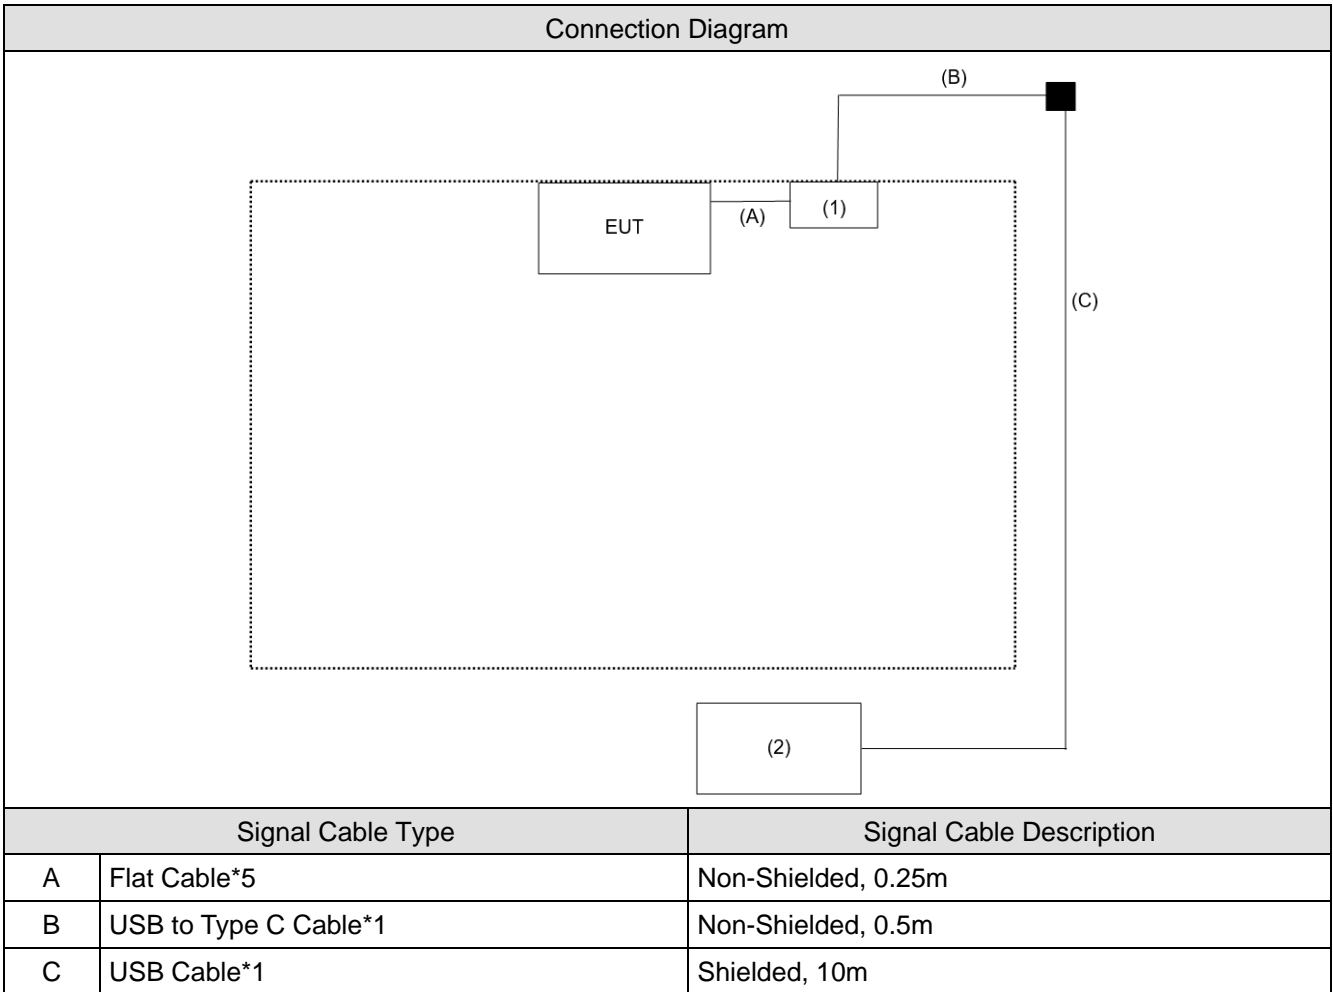 Connection Diagram
(B)
EUT
(A)
(1)
(C)
(2)
Signal Cable Type Signal Cable Description
A Flat Cable*5 Non-Shielded, 0.25m
B USB to Type C Cable*1 Non-Shielded, 0.5m
C USB Cable*1 Shielded, 10m